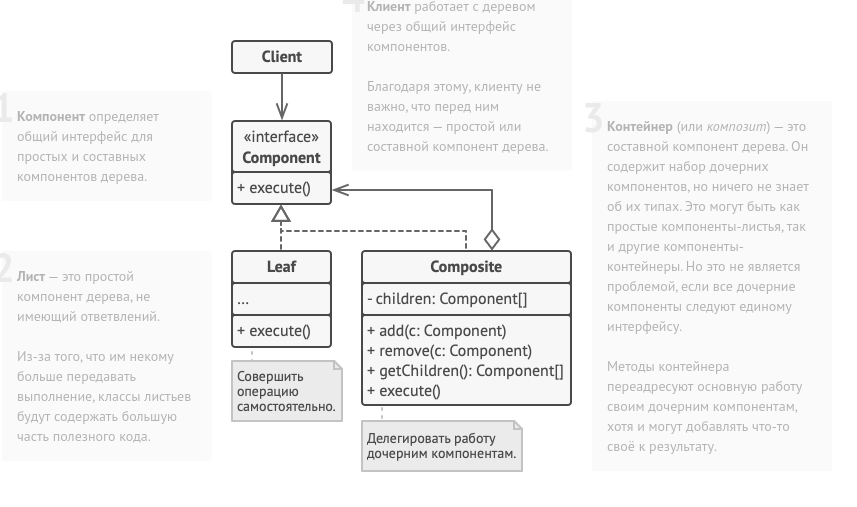 4
Клиент работает с деревом
через общий интерфейс
компонентов.
Благодаря этому, клиенту не
важно, что перед ним
находится — простой или
составной компонент дерева.
Client
1
Компонент определяет
общий интерфейс для
простых и составных
компонентов дерева.
«interface»
Component
+ execute()
3
Контейнер (или композит) — это
составной компонент дерева. Он
содержит набор дочерних
компонентов, но ничего не знает
об их типах. Это могут быть как
простые компоненты-листья, так
и другие компоненты-
контейнеры. Но это не является
проблемой, если все дочерние
компоненты следуют единому
интерфейсу.
Методы контейнера
переадресуют основную работу
своим дочерним компонентам,
хотя и могут добавлять что-то
своё к результату.
2
Лист — это простой
компонент дерева, не
имеющий ответвлений.
Из-за того, что им некому
больше передавать
выполнение, классы листьев
будут содержать большую
часть полезного кода.
Leaf
...
+ execute()
Совершить
операцию
самостоятельно.
Composite
- children: Component[]
+ add(c: Component)
+ remove(c: Component)
+ getChildren(): Component[]
+ execute()
Делегировать работу
дочерним компонентам.